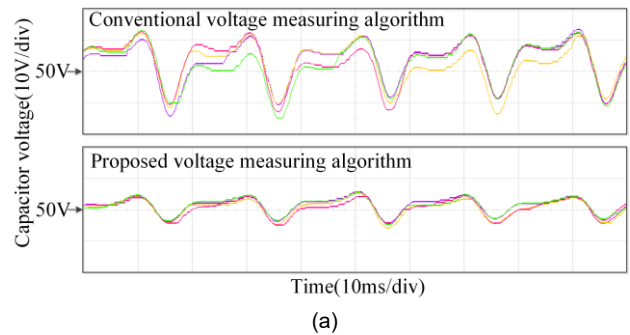 Conventional voltage measuring algorithm
50V
Proposed voltage measuring algorithm
50V
Capacitor voltage(10V/div)
Time(10ms/div)
(a)